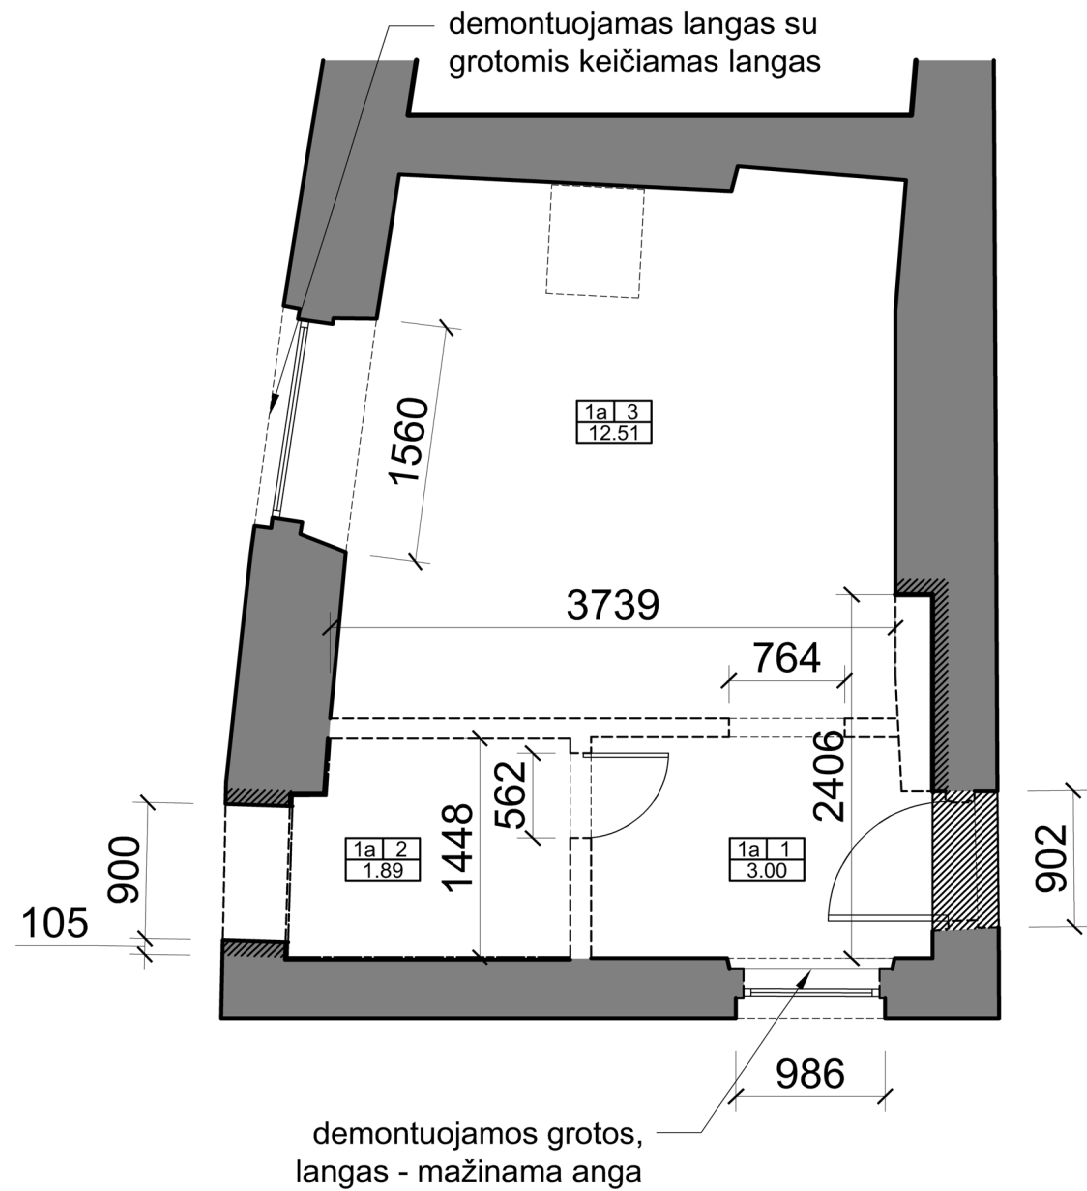 demontuojamas langas su
grotomis keičiamas langas
1560
1a 3
12.51
3739
764
2406
562
1448
1a 2
1.89
1a 1
3.00
900
902
105
986
demontuojamos grotos,
langas - mažinama anga